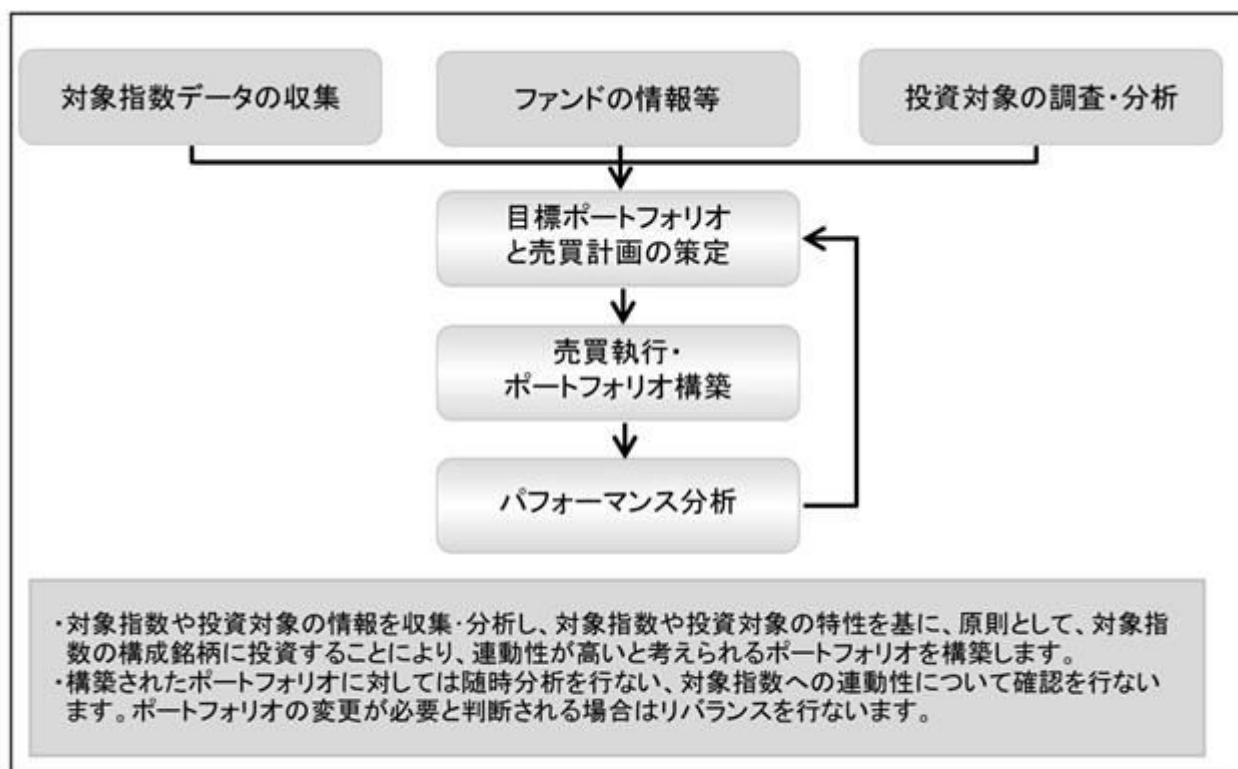 対象指数データの収集
ファンドの情報等
投資対象の調査・分析
目標ポートフォリオ
と売買計画の策定
売買執行・
ポートフォリオ構築
パフォーマンス分析
・対象指数や投資対象の情報を収集・分析し、対象指数や投資対象の特性を基に、原則として、対象指
数の構成銘柄に投資することにより、連動性が高いと考えられるポートフォリオを構築します。
・構築されたポートフォリオに対しては随時分析を行ない、対象指数への連動性について確認を行ない
ます。ポートフォリオの変更が必要と判断される場合はリバランスを行ないます。